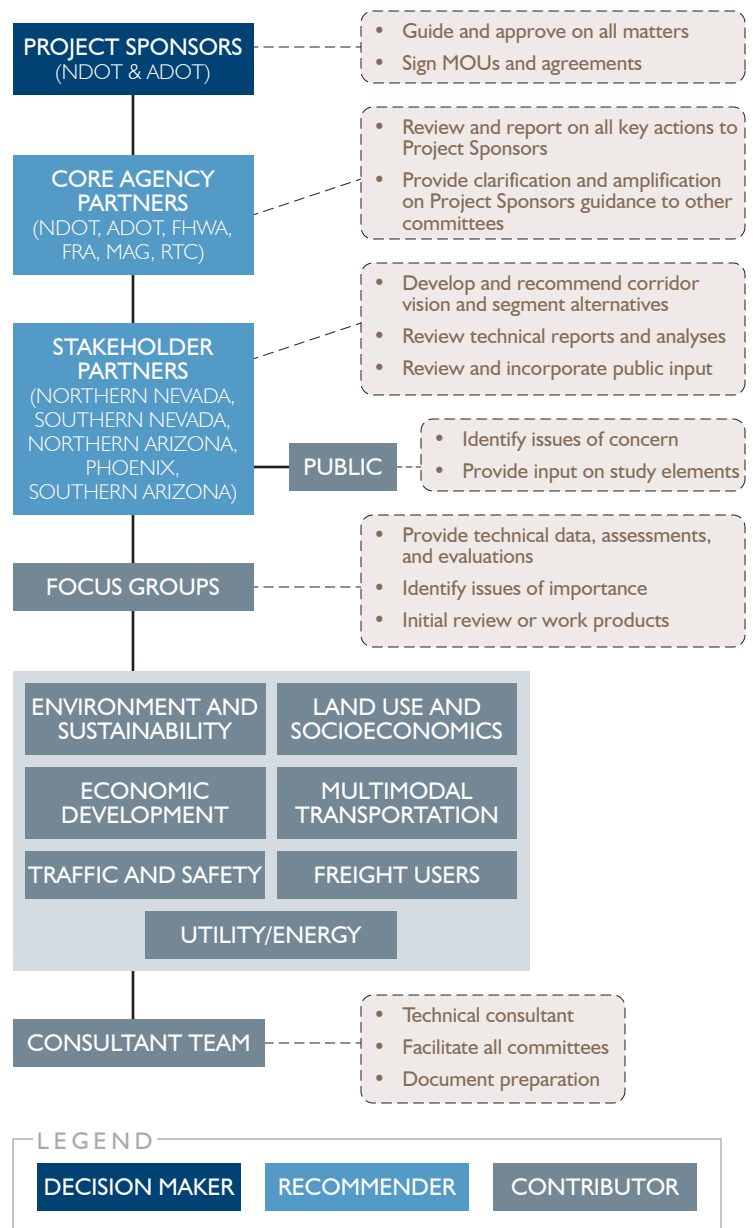 PROJECT SPONSORS
(NDOT & ADOT)
• Guide and approve on all matters
• Sign MOUs and agreements
CORE AGENCY
PARTNERS
(NDOT, ADOT, FHWA,
FRA, MAG, RTC)
• Review and report on all key actions to
Project Sponsors
• Provide clarification and amplification
on Project Sponsors guidance to other
committees
STAKEHOLDER
PARTNERS
(NORTHERN NEVADA,
SOUTHERN NEVADA,
NORTHERN ARIZONA,
PHOENIX,
SOUTHERN ARIZONA)
• Develop and recommend corridor
vision and segment alternatives
• Review technical reports and analyses
• Review and incorporate public input
PUBLIC
• Identify issues of concern
• Provide input on study elements
FOCUS GROUPS
• Provide technical data, assessments,
and evaluations
• Identify issues of importance
• Initial review or work products
ENVIRONMENT AND
SUSTAINABILITY
LAND USE AND
SOCIOECONOMICS
ECONOMIC
DEVELOPMENT
MULTIMODAL
TRANSPORTATION
TRAFFIC AND SAFETY
FREIGHT USERS
UTILITY/ENERGY
CONSULTANT TEAM
• Technical consultant
• Facilitate all committees
• Document preparation
LEGEND
DECISION MAKER
RECOMMENDER
CONTRIBUTOR